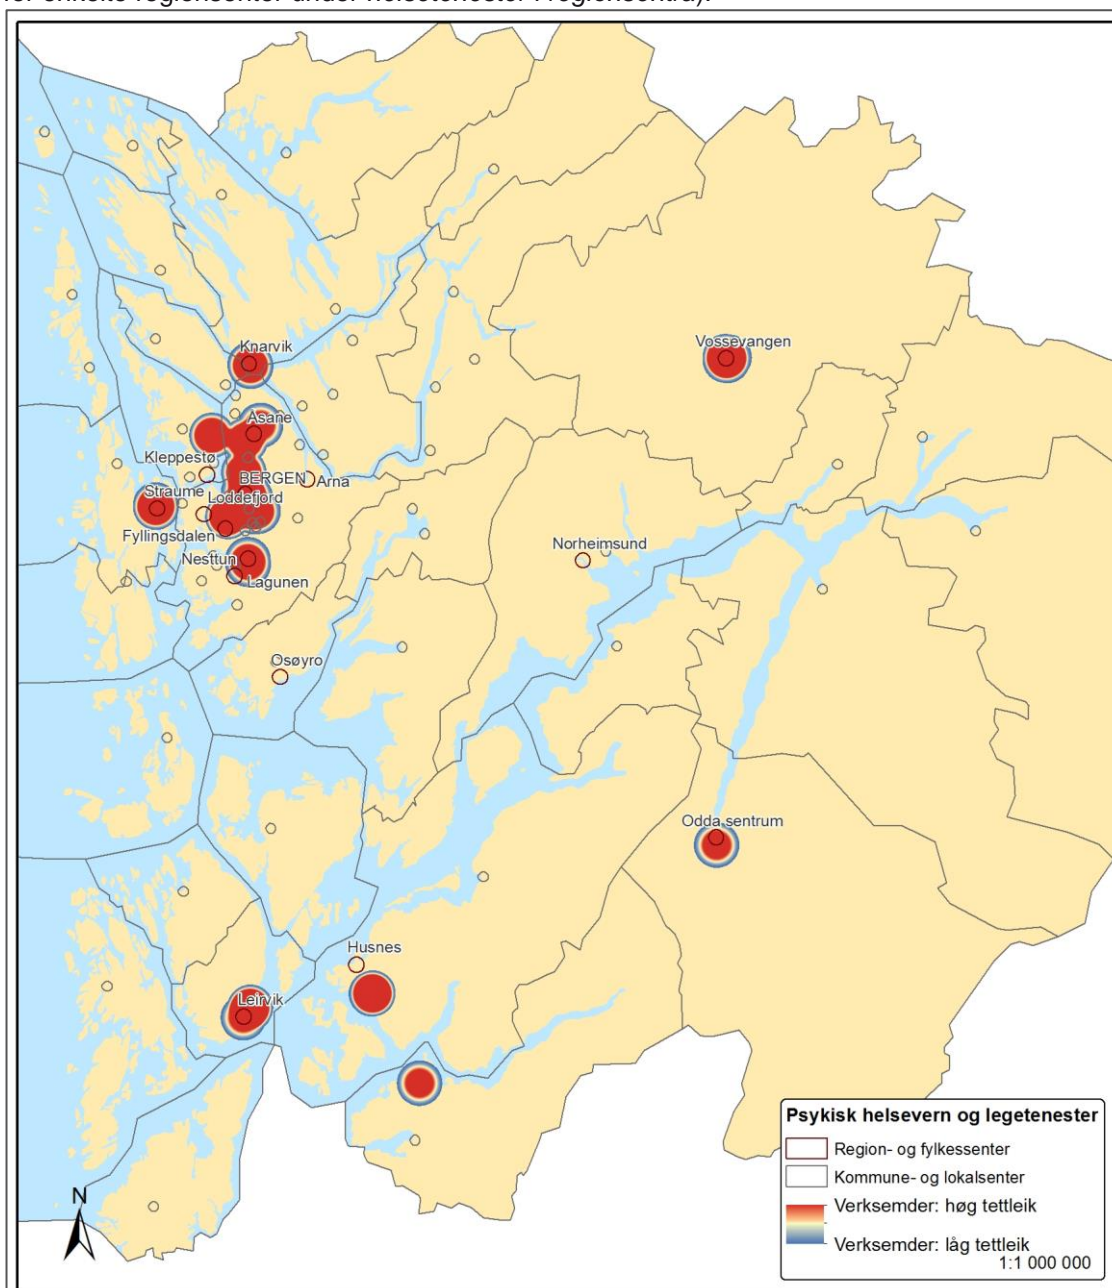 for enkelte regionsenter under helsetenester i regionsentra).
Knarvik
Vossevangen
Åsane
Kleppestø
BERGEN
Arna
Straume
Loddefjord
Fyllingsdalen
Norheimsund
Nesttun
Lagunen
Osøyro
Odda sentrum
Husnes
Leirvik
Psykisk helsevern og legetenester
Region- og fylkessenter
Kommune- og lokalsenter
Verksemder: høg tettleik
Verksemder: låg tettleik
1:1 000 000
N